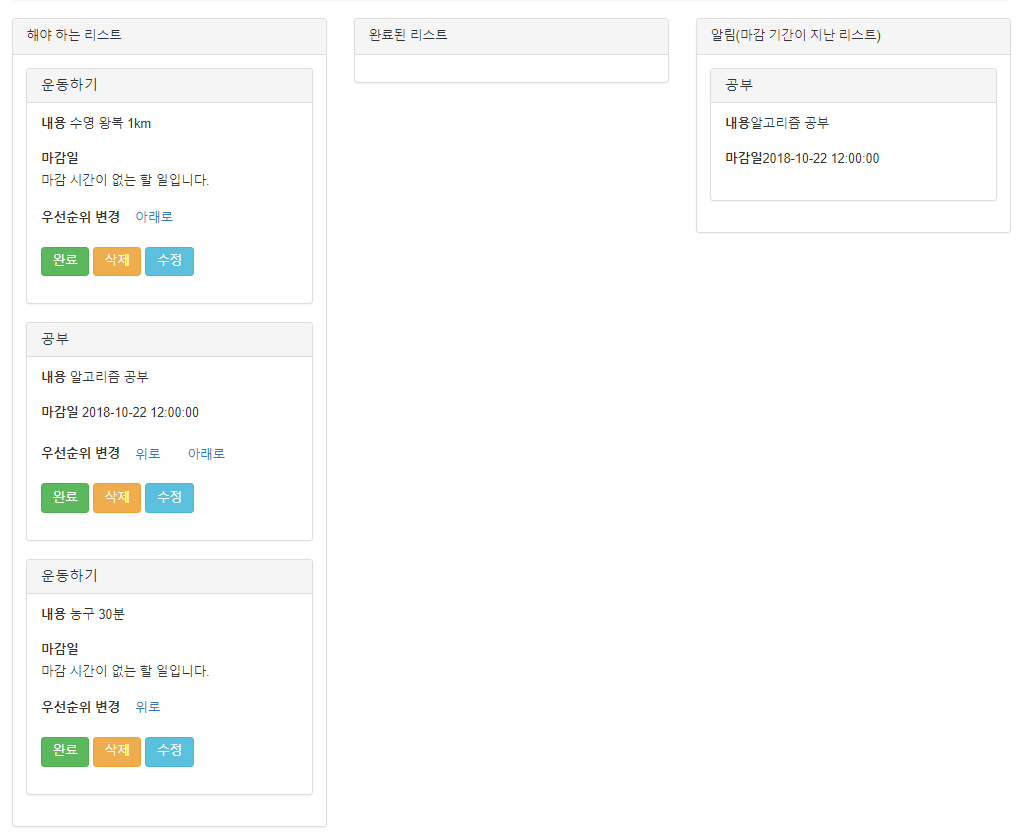 해야 하는 리스트
운동하기
내용 수영 왕복 1km
마감일
마감 시간이 없는 할 일입니다.
우선순위 변경 아래로
완료 삭제 수정
공부
내용 알고리즘 공부
마감일 2018-10-22 12:00:00
우선순위 변경 위로 아래로
완료 삭제 수정
운동하기
내용 농구 30분
마감일
마감 시간이 없는 할 일입니다.
우선순위 변경 위로
완료 삭제 수정
완료된 리스트
알림(마감 기간이 지난 리스트)
공부
내용알고리즘 공부
마감일2018-10-22 12:00:00